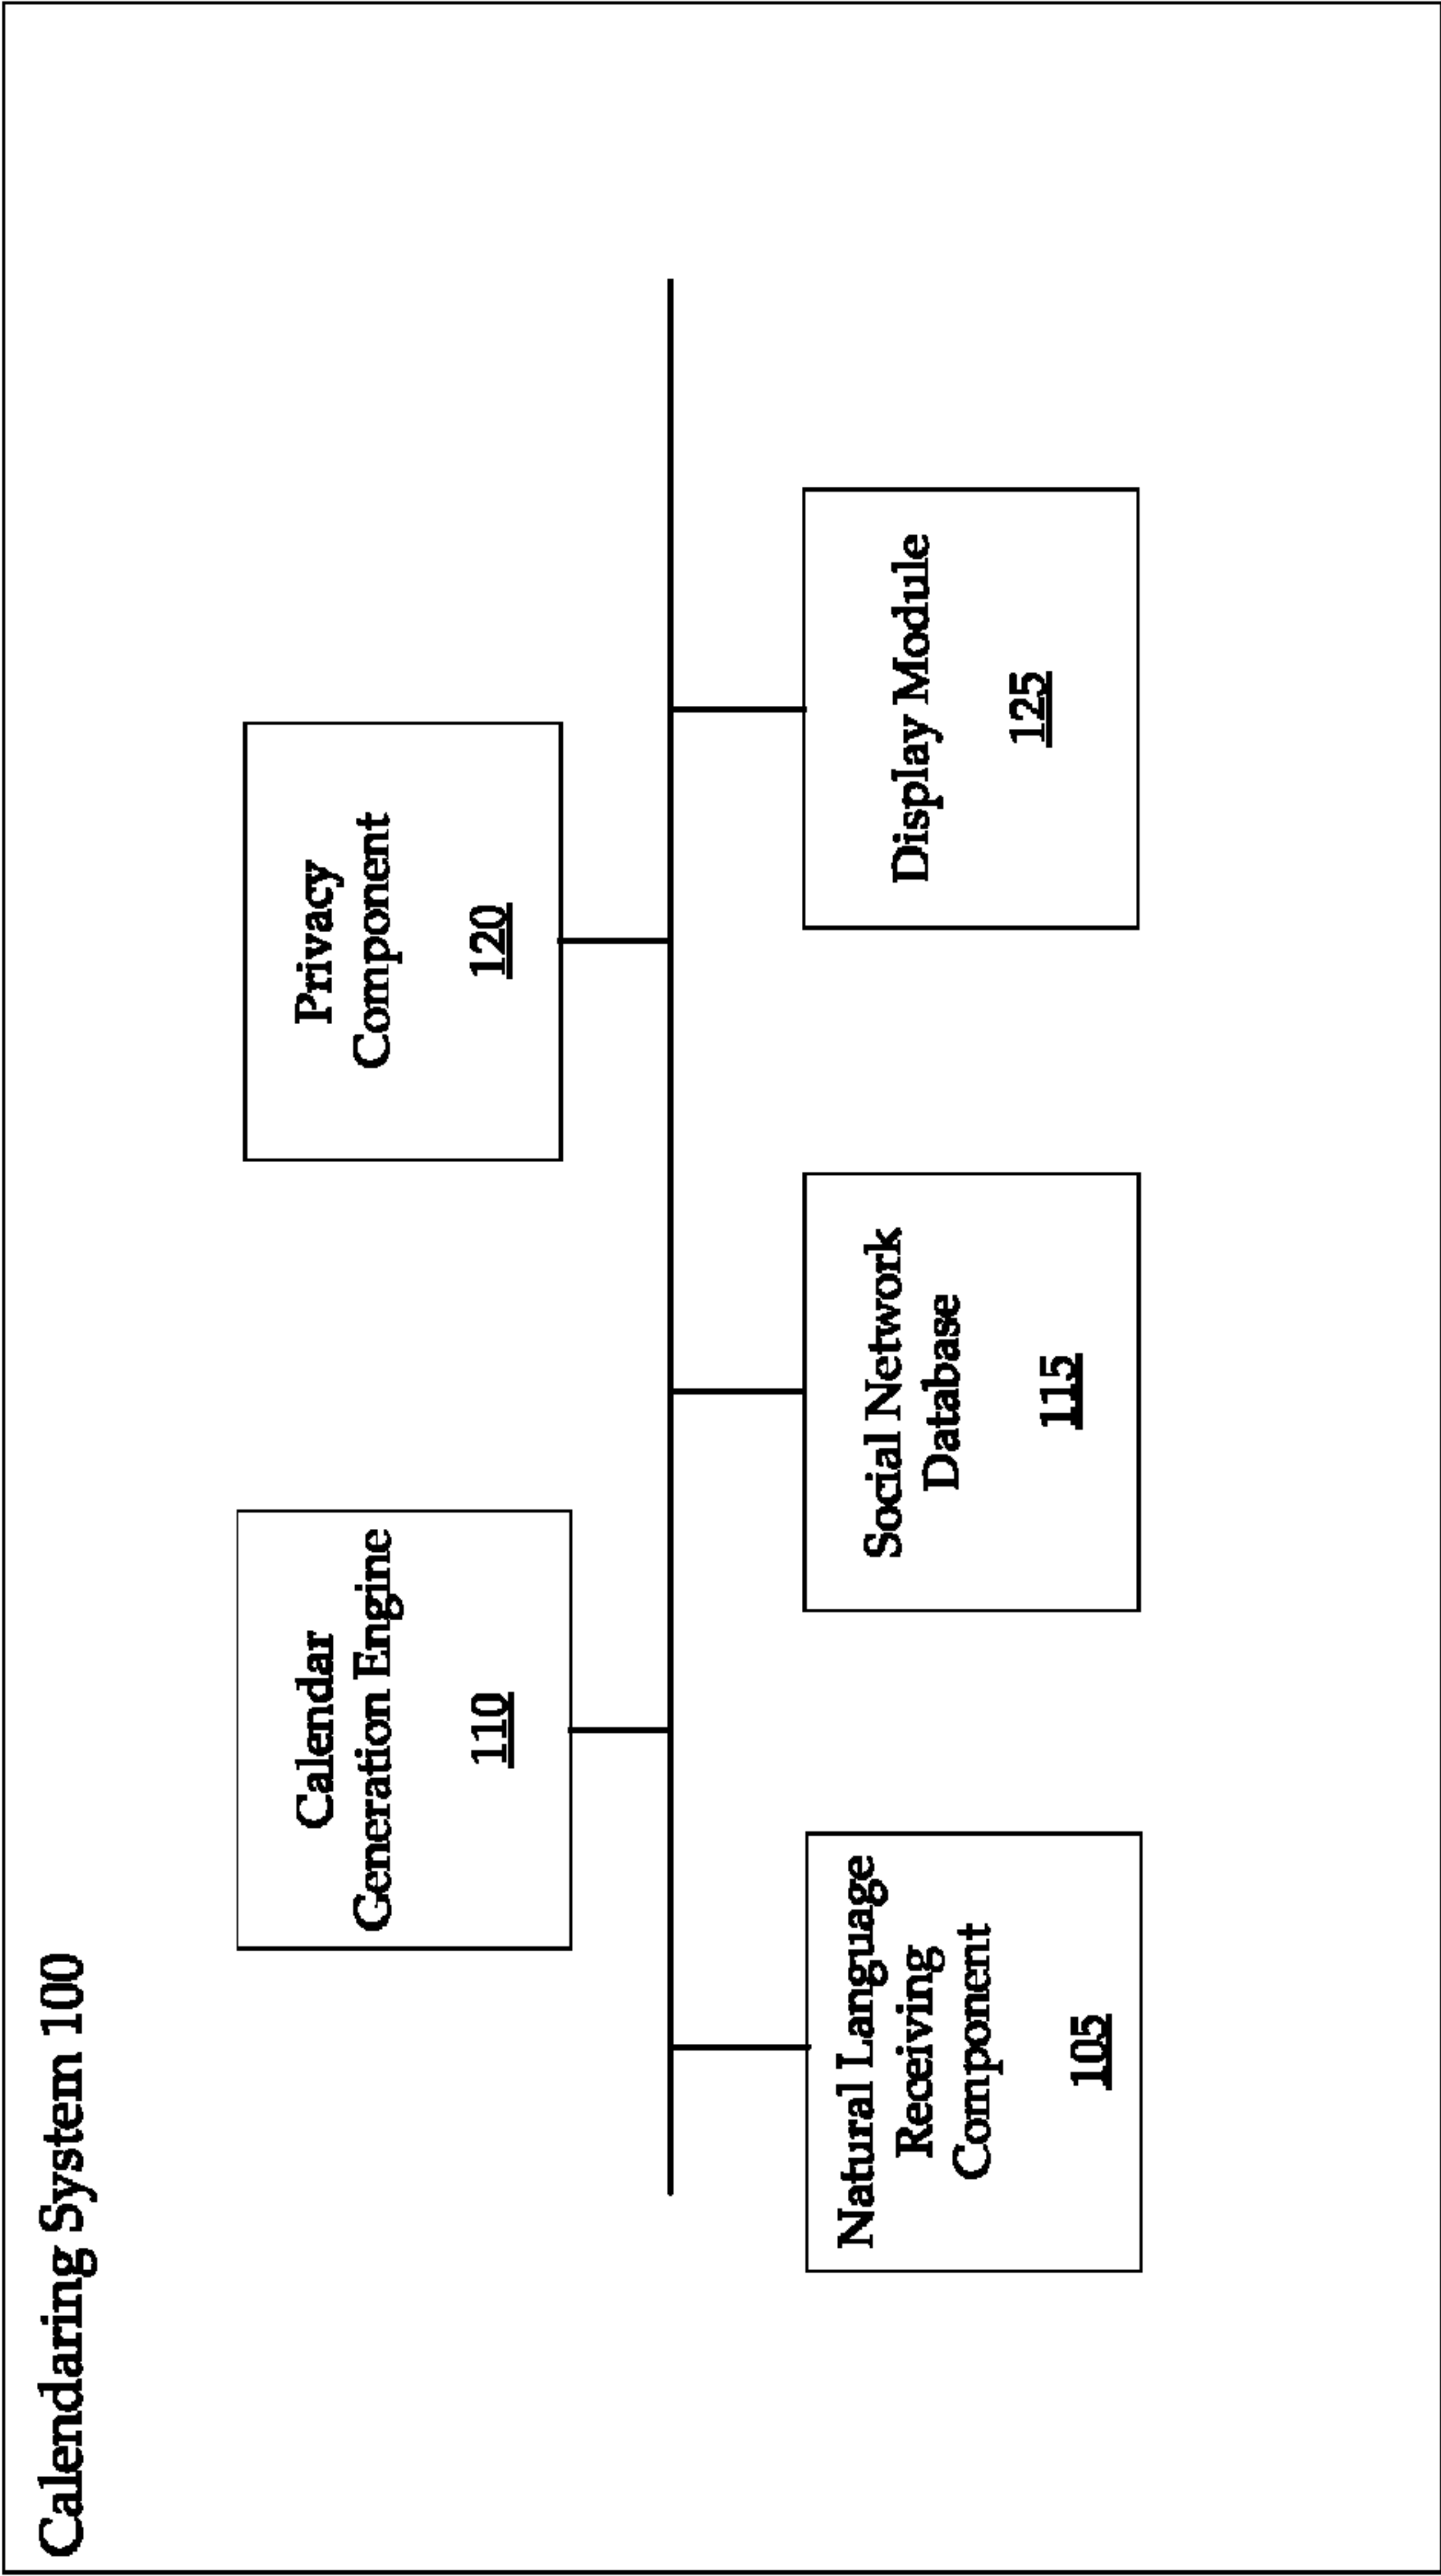 Calendaring System 100
Calendar
Generation Engine
110
Privacy
Component
120
Natural Language
Receiving
Component
105
Social Network
Database
115
Display Module
125